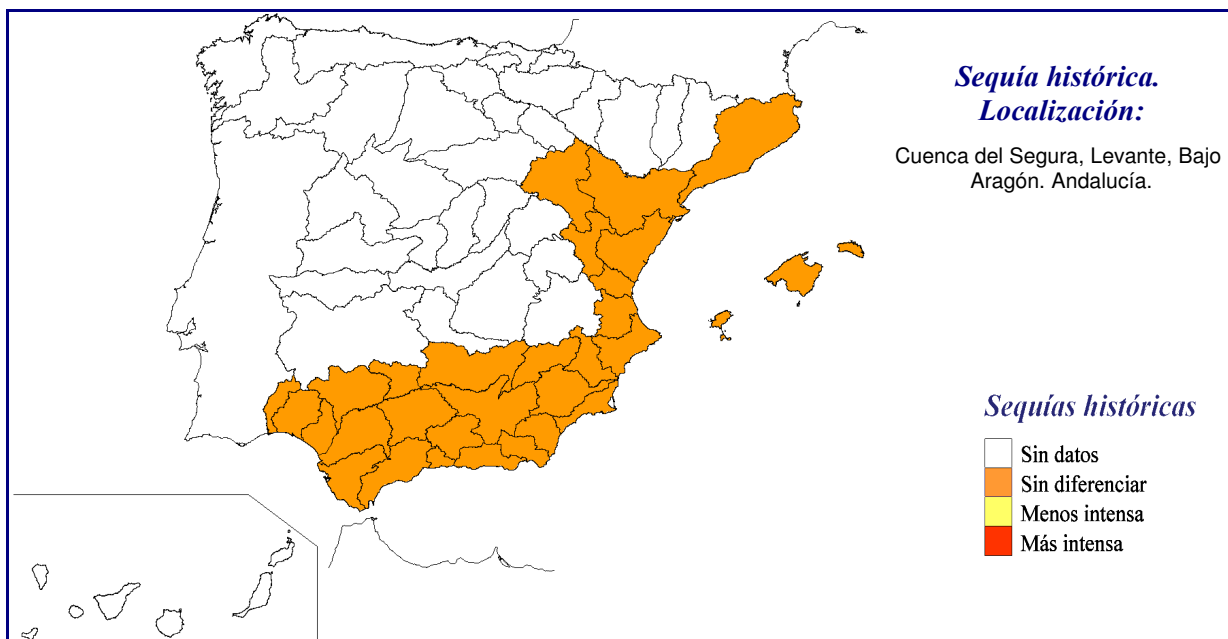 Sequía histórica.
Localización:
Cuenca del Segura, Levante, Bajo
Aragón. Andalucía.
Sequías históricas
Sin datos
Sin diferenciar
Menos intensa
Más intensa